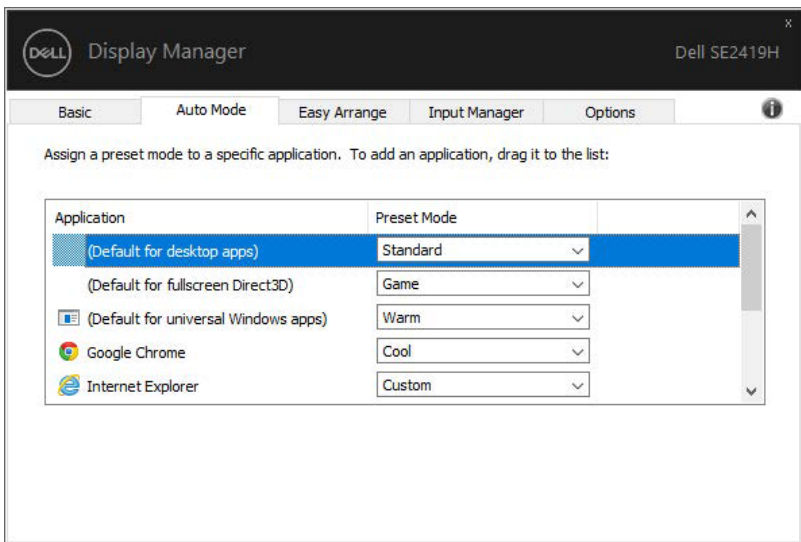 x
DELL Display Manager Dell SE2419H
Basic Auto Mode Easy Arrange Input Manager Options
Assign a preset mode to a specific application. To add an application, drag it to the list:
Application Preset Mode
(Default for desktop apps) Standard
(Default for fullscreen Direct3D) Game
(Default for universal Windows apps) Warm
Google Chrome Cool
Internet Explorer Custom